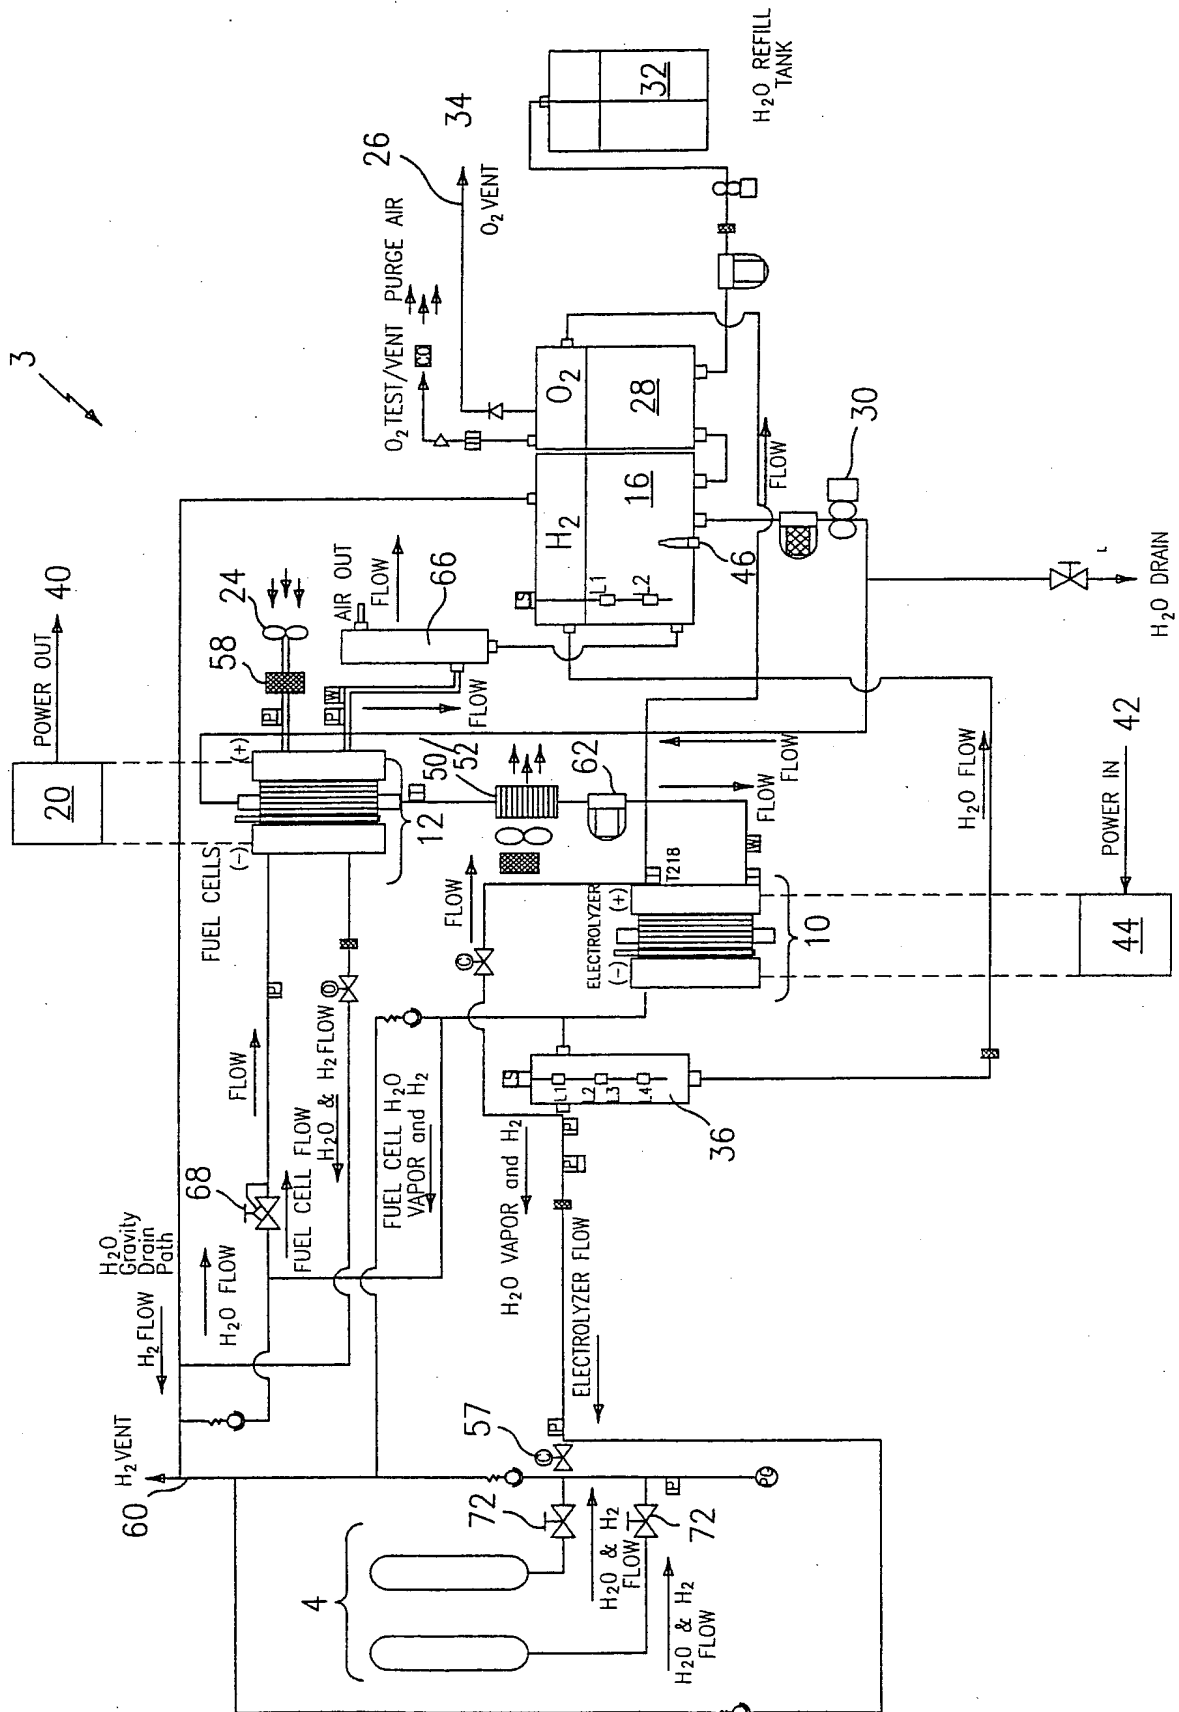 3
20
POWER OUT
40
FUEL CELLS
(-)
(+)
P
58
24
P
W
AIR OUT
FLOW
66
FLOW
12
T
50
52
62
FLOW
FLOW
FLOW
W
T218
T
ELECTROLYZER
(-)
(+)
10
44
POWER IN
42
H2O FLOW
H2
16
S
L1
L2
46
O2
28
O2 TEST/VENT
PURGE AIR
CO
26
O2 VENT
34
32
H2O REFILL
TANK
FLOW
30
L
H2O DRAIN
C
FLOW
P
O
FLOW
68
FUEL CELL FLOW
H2O & H2 FLOW
H2O
Gravity
Drain
Path
H2 FLOW
H2O FLOW
FUEL CELL H2O
VAPOR and H2
S
L1
L2
L3
L4
36
P
P
H2O VAPOR and H2
ELECTROLYZER FLOW
P
57
C
H2 VENT
60
72
72
P
PG
H2O & H2
FLOW
H2O & H2
FLOW
4